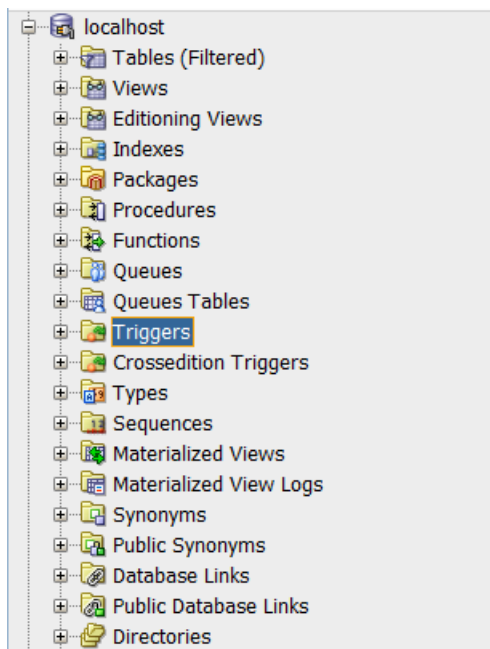 localhost
Tables (Filtered)
Views
Editioning Views
Indexes
Packages
Procedures
Functions
Queues
Queues Tables
Triggers
Crossedition Triggers
Types
Sequences
Materialized Views
Materialized View Logs
Synonyms
Public Synonyms
Database Links
Public Database Links
Directories